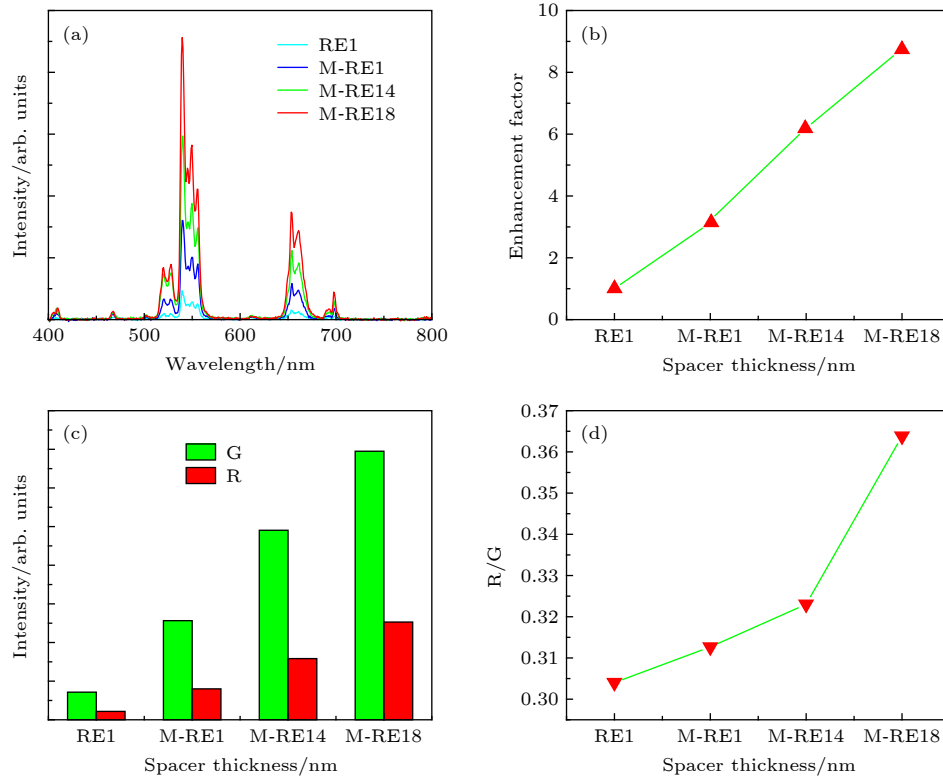 (a)
RE1
M-RE1
M-RE14
M-RE18
Intensity/arb. units
400 500 600 700 800
Wavelength/nm
(b)
10
8
6
4
2
0
Enhancement factor
RE1 M-RE1 M-RE14 M-RE18
Spacer thickness/nm
(c)
G
R
Intensity/arb. units
RE1 M-RE1 M-RE14 M-RE18
Spacer thickness/nm
(d)
0.37
0.36
0.35
0.34
0.33
0.32
0.31
0.30
R/G
RE1 M-RE1 M-RE14 M-RE18
Spacer thickness/nm